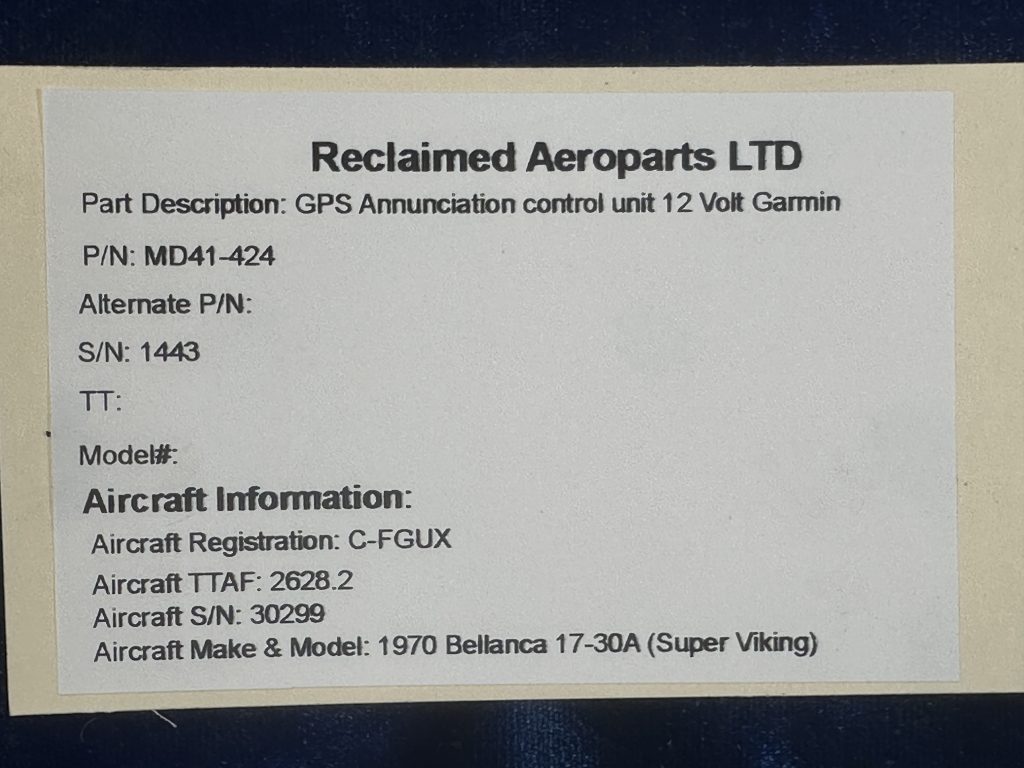 Reclaimed Aeroparts LTD
Part Description: GPS Annunciation control unit 12 Volt Garmin
P/N: MD41-424
Alternate P/N:
S/N: 1443
TT:
Model#:
Aircraft Information:
Aircraft Registration: C-FGUX
Aircraft TTAF: 2628.2
Aircraft S/N: 30299
Aircraft Make & Model: 1970 Bellanca 17-30A (Super Viking)